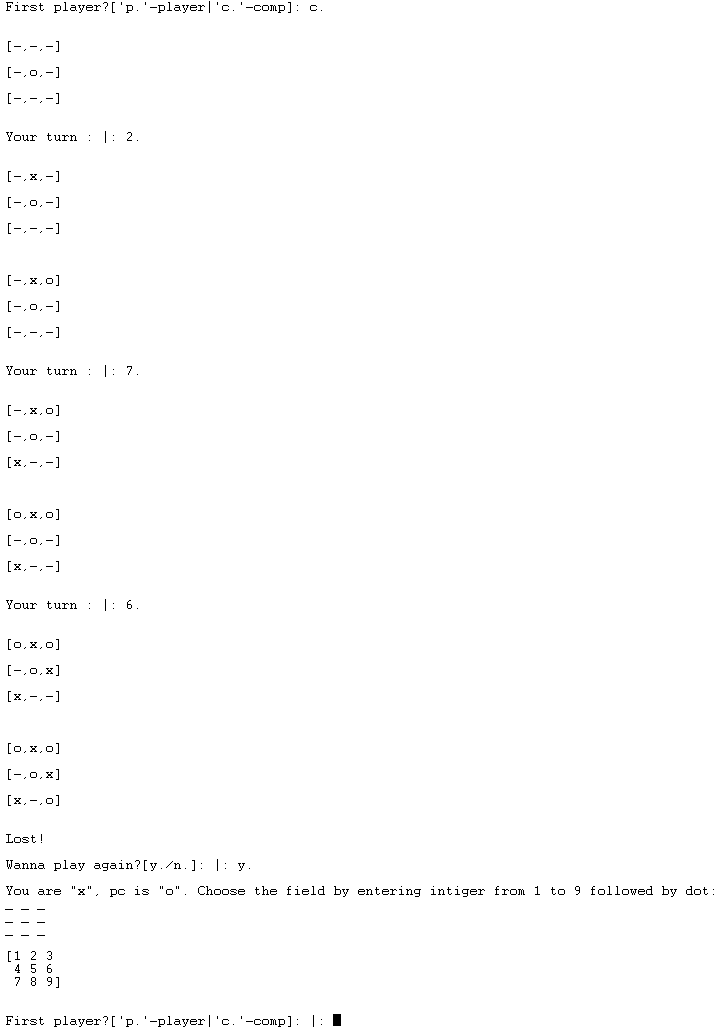 First player?['p.'-player|'c.'-comp]: c.
[-,-,-]
[-,o,-]
[-,-,-]
Your turn : |: 2.
[-,x,-]
[-,o,-]
[-,-,-]
[-,x,o]
[-,o,-]
[-,-,-]
Your turn : |: 7.
[-,x,o]
[-,o,-]
[x,-,-]
[o,x,o]
[-,o,-]
[x,-,-]
Your turn : |: 6.
[o,x,o]
[-,o,x]
[x,-,-]
[o,x,o]
[-,o,x]
[x,-,o]
Lost!
Wanna play again?[y./n.]: |: y.
You are "x", pc is "o". Choose the field by entering intiger from 1 to 9 followed by dot:
_ _ _
_ _ _
_ _ _
[1 2 3
4 5 6
7 8 9]
First player?['p.'-player|'c.'-comp]: |: